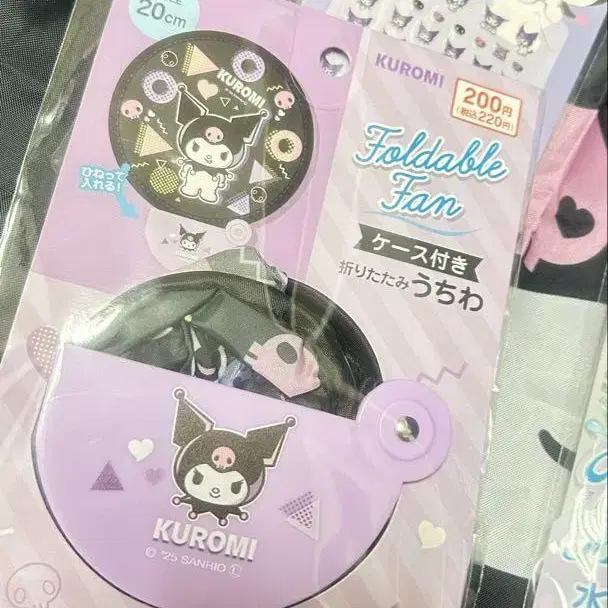 20cm
KUROMI
ひねって
入れる!
KUROMI
KUROMI
200円
(税込220円)
Foldable
Fan
ケース付き
折りたたみうちわ
KUROMI
© '25 SANRIO Ⓛ
水